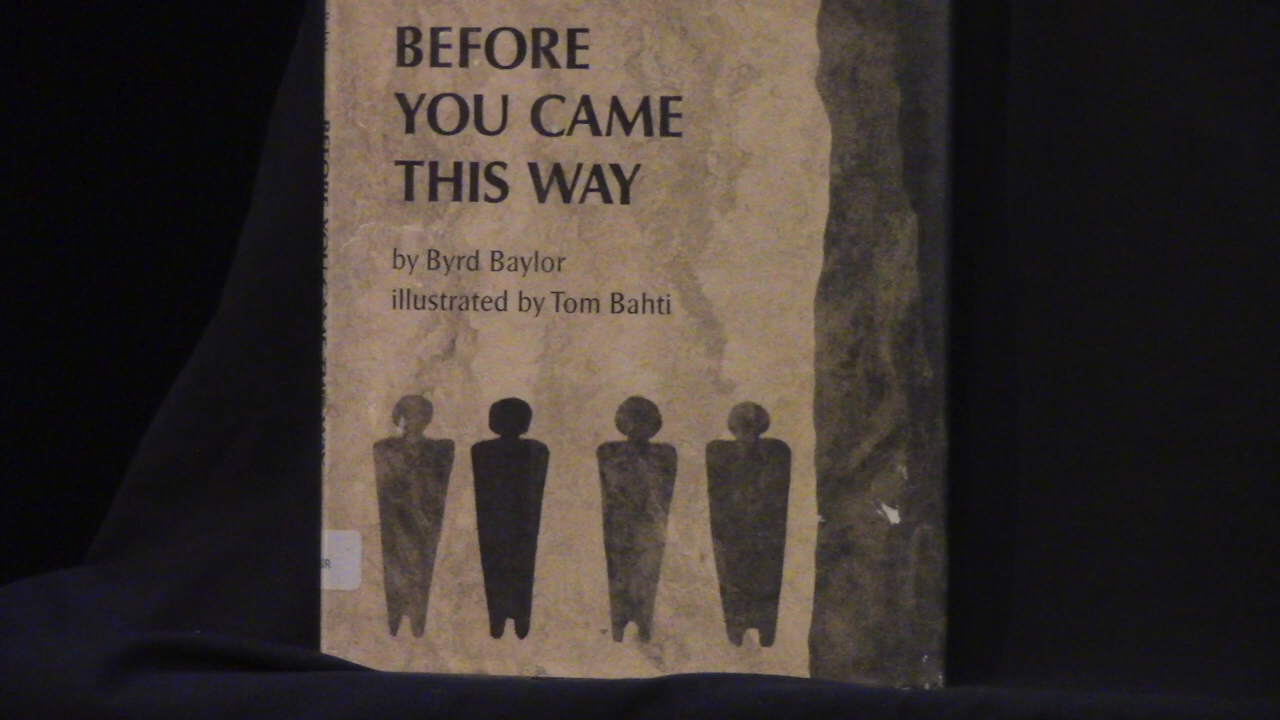 BEFORE
YOU CAME
THIS WAY
by Byrd Baylor
illustrated by Tom Bahti